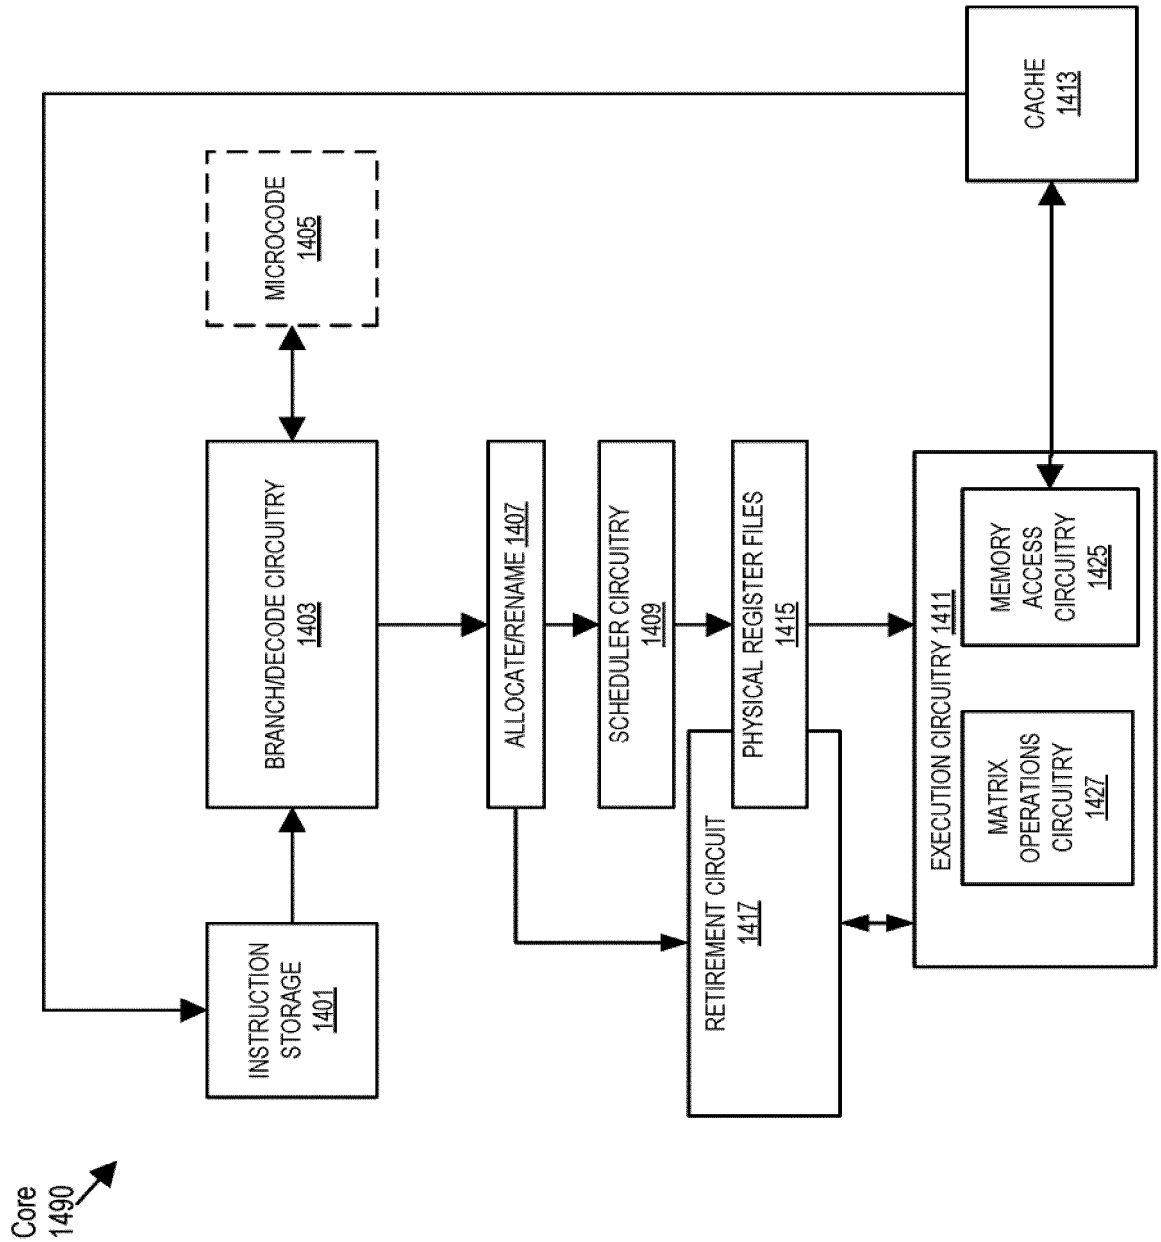 Core
1490
INSTRUCTION
STORAGE
1401
BRANCH/DECODE CIRCUITRY
1403
MICROCODE
1405
ALLOCATE/RENAME 1407
SCHEDULER CIRCUITRY
1409
PHYSICAL REGISTER FILES
1415
RETIREMENT CIRCUIT
1417
EXECUTION CIRCUITRY 1411
MATRIX
OPERATIONS
CIRCUITRY
1427
MEMORY
ACCESS
CIRCUITRY
1425
CACHE
1413